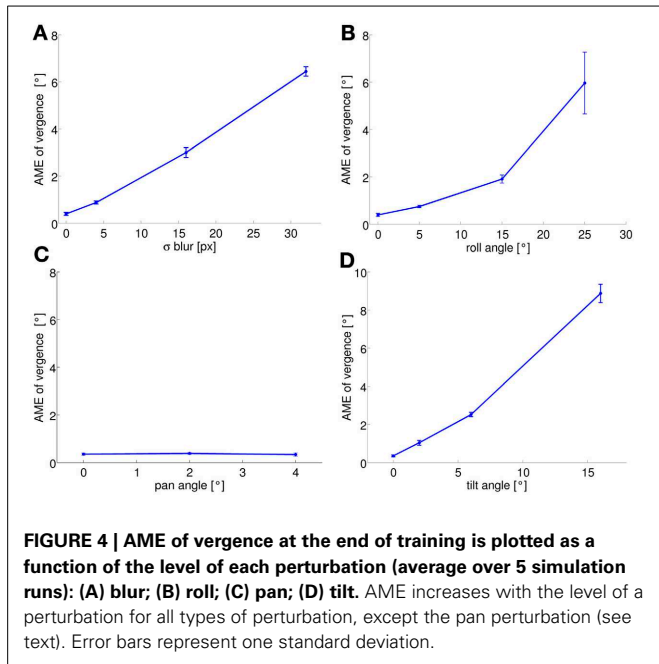 A
B
8
6
4
2
0
AME of vergence [°]
0 5 10 15 20 25 30
σ blur [px]
8
6
4
2
0
AME of vergence [°]
0 5 10 15 20 25 30
roll angle [°]
C
D
8
6
4
2
0
AME of vergence [°]
0 1 2 3 4
pan angle [°]
10
8
6
4
2
0
AME of vergence [°]
0 5 10 15
tilt angle [°]
FIGURE 4 | AME of vergence at the end of training is plotted as a
function of the level of each perturbation (average over 5 simulation
runs): (A) blur; (B) roll; (C) pan; (D) tilt. AME increases with the level of a
perturbation for all types of perturbation, except the pan perturbation (see
text). Error bars represent one standard deviation.